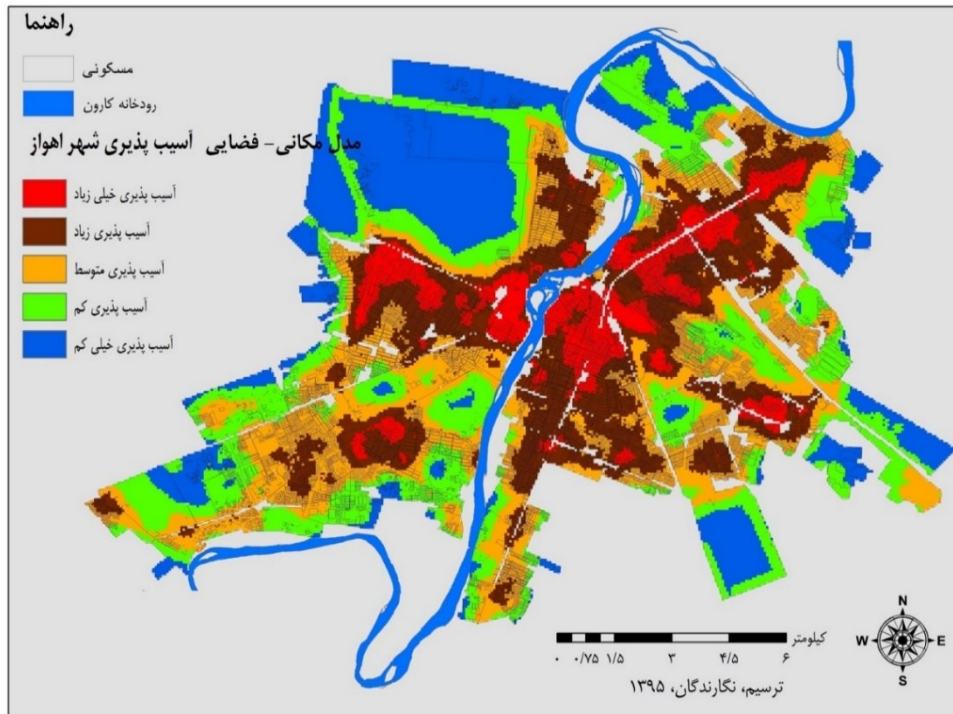 راهنما
مسکونی
رودخانه کارون
مدل مکانی- فضایی آسیب پذیری شهر اهواز
آسیب پذیری خیلی زیاد
آسیب پذیری زیاد
آسیب پذیری متوسط
آسیب پذیری کم
آسیب پذیری خیلی کم
N
W E
S
کیلومتر
۰ ۰/۷۵ ۱/۵ ۳ ۴/۵ ۶
ترسیم، نگارندگان، ۱۳۹۵